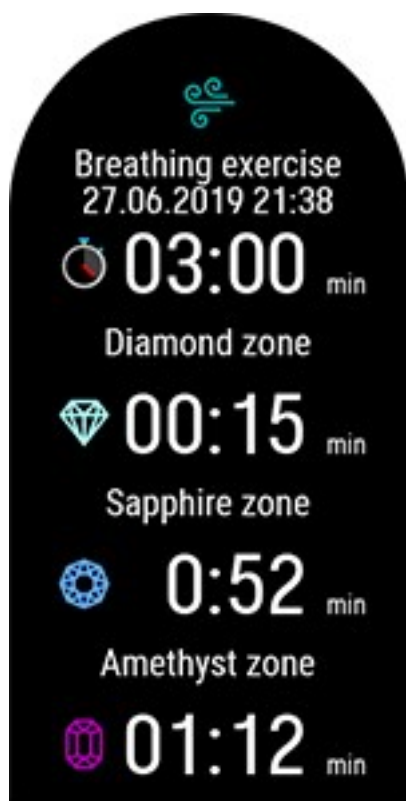 Breathing exercise
27.06.2019 21:38
03:00 min
Diamond zone
00:15 min
Sapphire zone
0:52 min
Amethyst zone
01:12 min